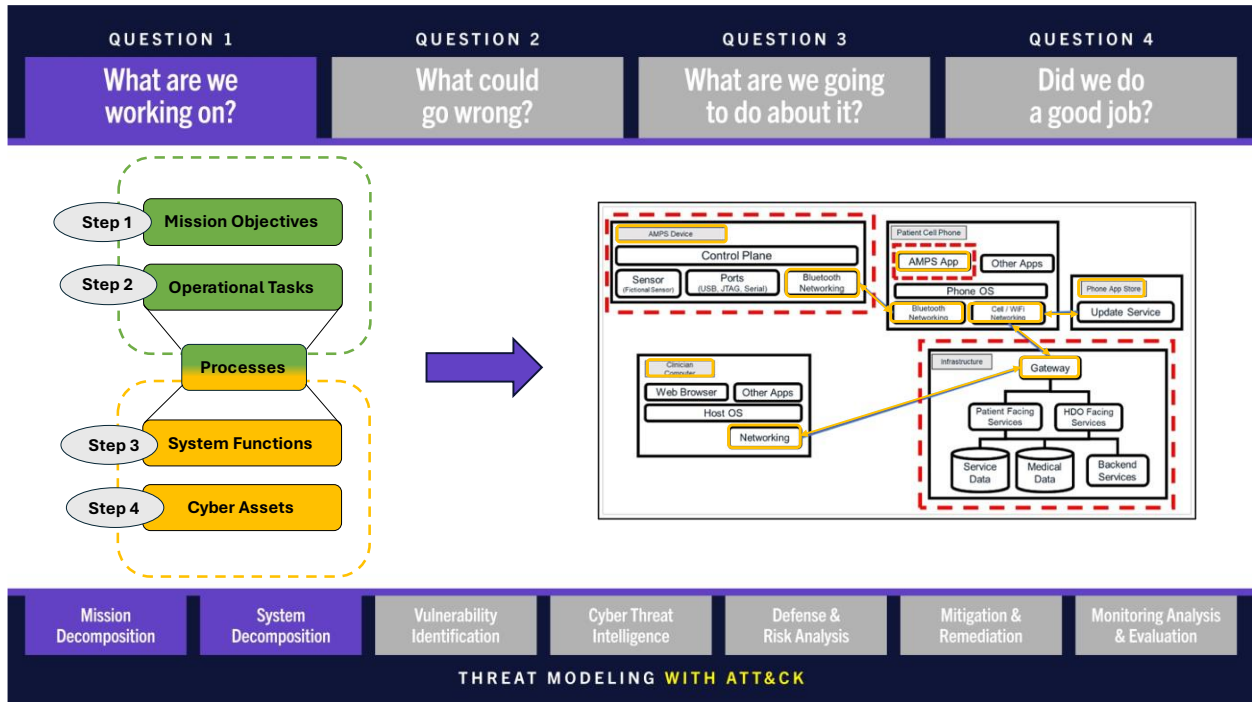 QUESTION 1
What are we
working on?
QUESTION 2
What could
go wrong?
QUESTION 3
What are we going
to do about it?
QUESTION 4
Did we do
a good job?
Step 1
Mission Objectives
Step 2
Operational Tasks
Processes
Step 3
System Functions
Step 4
Cyber Assets
AMPS Device
Control Plane
Sensor
(Fictional Sensor)
Ports
(USB, JTAG, Serial)
Bluetooth
Networking
Patient Cell Phone
AMPS App
Other Apps
Phone OS
Bluetooth
Networking
Cell / WiFi
Networking
Phone App Store
Update Service
Clinician
Computer
Web Browser
Other Apps
Host OS
Networking
Infrastructure
Gateway
Patient Facing
Services
HDO Facing
Services
Service
Data
Medical
Data
Backend
Services
Mission
Decomposition
System
Decomposition
Vulnerability
Identification
Cyber Threat
Intelligence
Defense &
Risk Analysis
Mitigation &
Remediation
Monitoring Analysis
& Evaluation
THREAT MODELING WITH ATT&CK